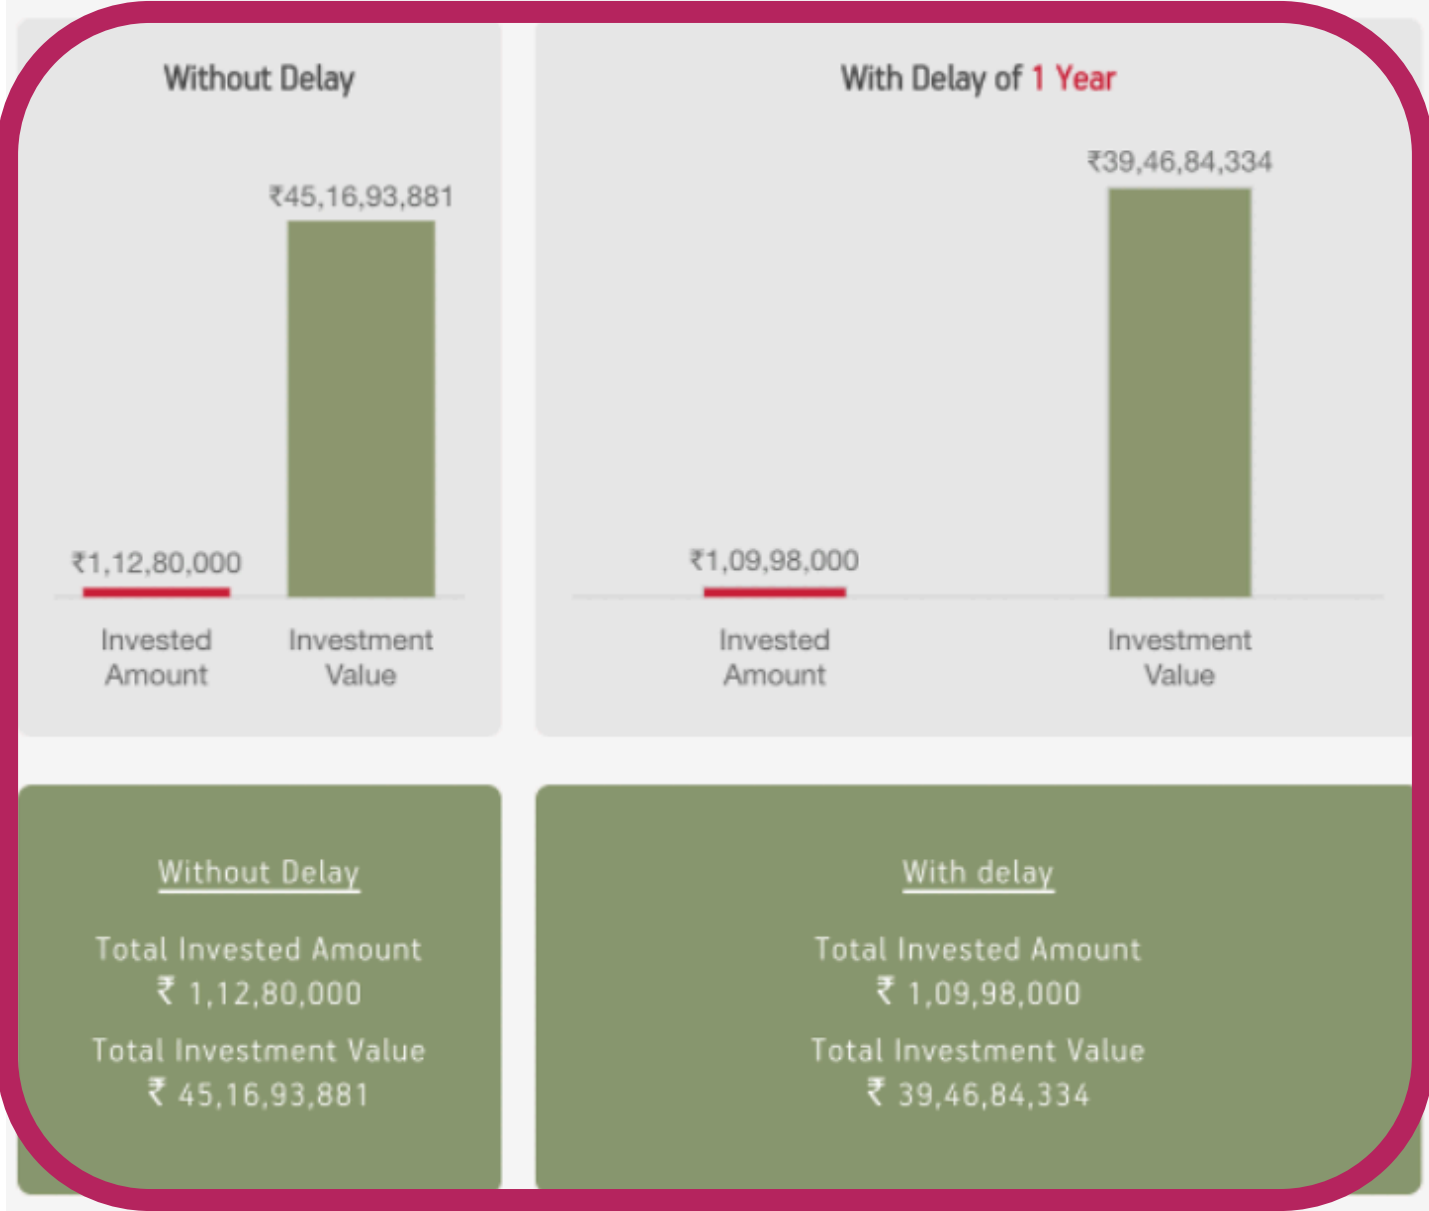 Without Delay
₹45,16,93,881
₹1,12,80,000
Invested
Amount
Investment
Value
With Delay of 1 Year
₹39,46,84,334
₹1,09,98,000
Invested
Amount
Investment
Value
Without Delay
Total Invested Amount
₹ 1,12,80,000
Total Investment Value
₹ 45,16,93,881
With delay
Total Invested Amount
₹ 1,09,98,000
Total Investment Value
₹ 39,46,84,334